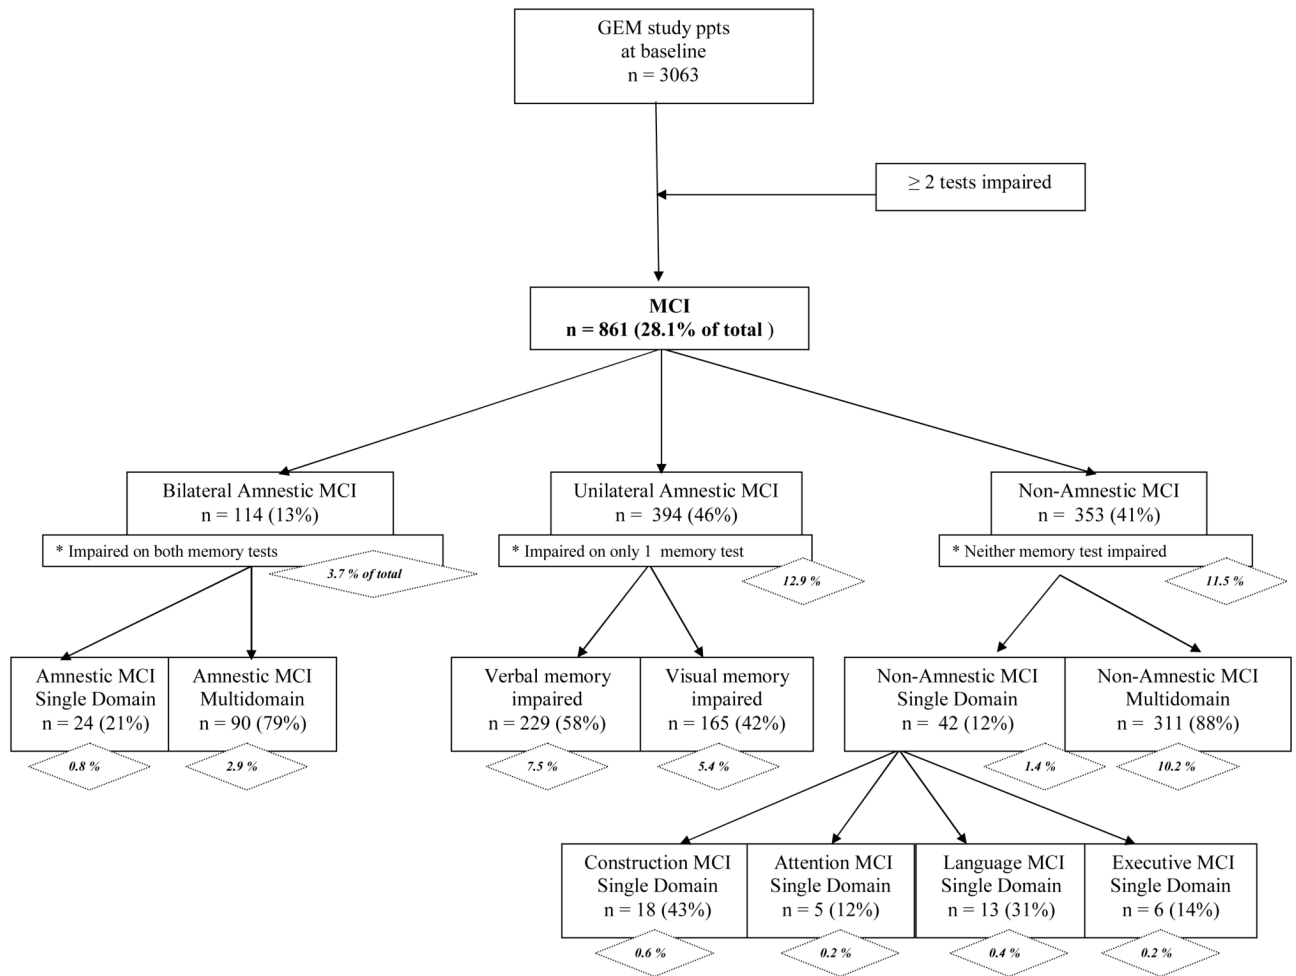 GEM study ppts
at baseline
n = 3063
≥ 2 tests impaired
MCI
n = 861 (28.1% of total )
Bilateral Amnestic MCI
n = 114 (13%)
* Impaired on both memory tests
3.7 % of total
Unilateral Amnestic MCI
n = 394 (46%)
* Impaired on only 1 memory test
12.9 %
Non-Amnestic MCI
n = 353 (41%)
* Neither memory test impaired
11.5 %
Amnestic MCI
Single Domain
n = 24 (21%)
0.8 %
Amnestic MCI
Multidomain
n = 90 (79%)
2.9 %
Verbal memory
impaired
n = 229 (58%)
7.5 %
Visual memory
impaired
n = 165 (42%)
5.4 %
Non-Amnestic MCI
Single Domain
n = 42 (12%)
1.4 %
Non-Amnestic MCI
Multidomain
n = 311 (88%)
10.2 %
Construction MCI
Single Domain
n = 18 (43%)
0.6 %
Attention MCI
Single Domain
n = 5 (12%)
0.2 %
Language MCI
Single Domain
n = 13 (31%)
0.4 %
Executive MCI
Single Domain
n = 6 (14%)
0.2 %